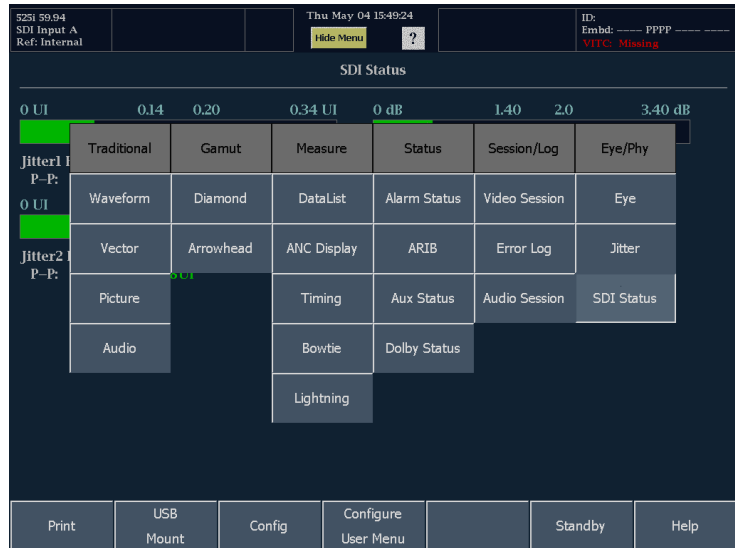 525i 59.94
SDI Input A
Ref: Internal
Thu May 04 15:49:24
Hide Menu
?
ID:
Embd: ---- PPPP ---- ----
VITC: Missing
SDI Status
0 UI 0.14 0.20 0.34 UI
0 dB 1.40 2.0 3.40 dB
Traditional Gamut Measure Status Session/Log Eye/Phy
Jitter1
P-P:
Waveform Diamond DataList Alarm Status Video Session Eye
0 UI
Vector Arrowhead ANC Display ARIB Error Log Jitter
Jitter2
P-P:
UI
Picture Timing Aux Status Audio Session SDI Status
Audio Bowtie Dolby Status
Lightning
Print
USB
Mount
Config
Configure
User Menu
Standby
Help